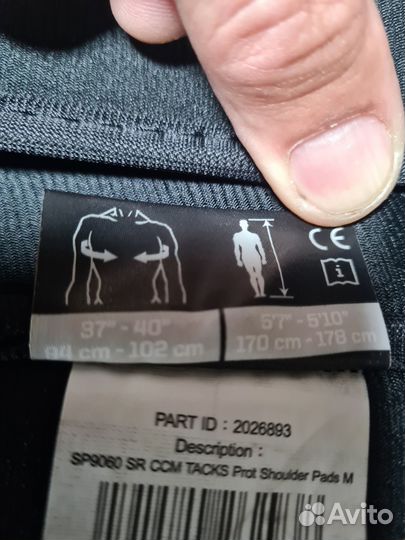 CE
i
37" - 40"
94 cm - 102 cm
5'7" - 5'10"
170 cm - 178 cm
PART ID : 2026893
Description :
SP9060 SR CCM TACKS Prot Shoulder Pads M
Avito